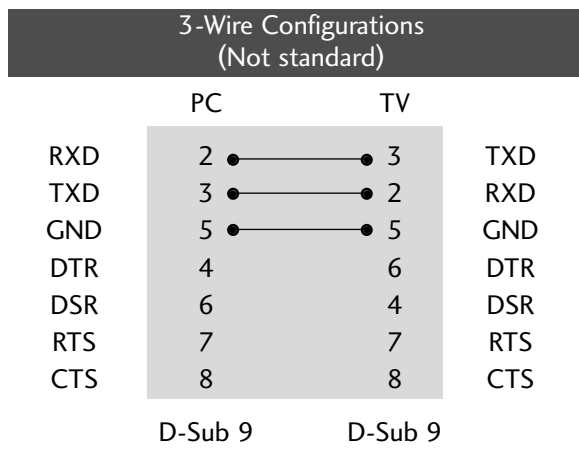 3-Wire Configurations
(Not standard)
PC TV
RXD 2 3 TXD
TXD 3 2 RXD
GND 5 5 GND
DTR 4 6 DTR
DSR 6 4 DSR
RTS 7 7 RTS
CTS 8 8 CTS
D-Sub 9 D-Sub 9